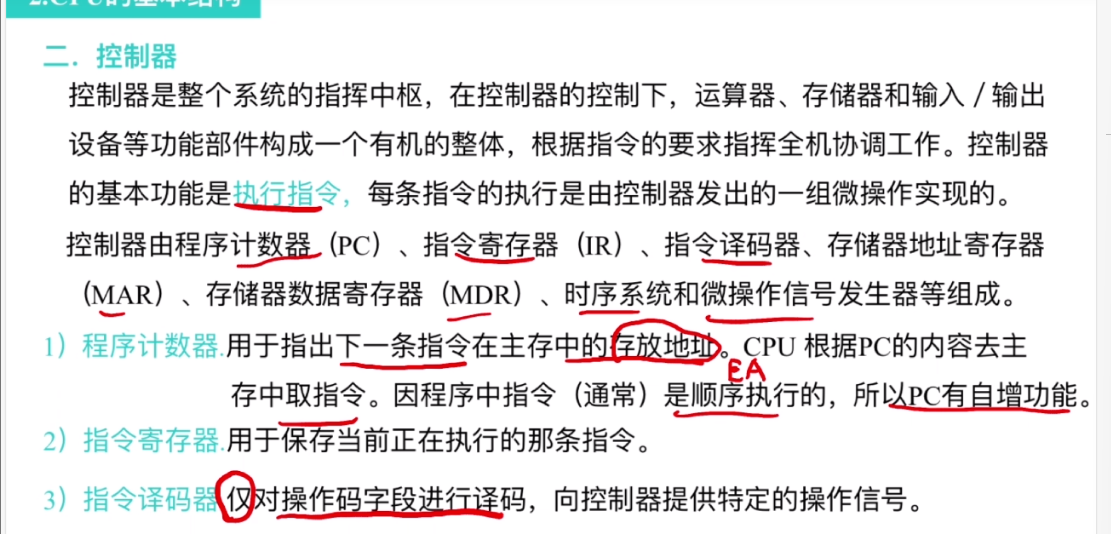 2.CPU的基本结构
二．控制器
控制器是整个系统的指挥中枢，在控制器的控制下，运算器、存储器和输入／输出
设备等功能部件构成一个有机的整体，根据指令的要求指挥全机协调工作。控制器
的基本功能是执行指令，每条指令的执行是由控制器发出的一组微操作实现的。
控制器由程序计数器（PC）、指令寄存器（IR）、指令译码器、存储器地址寄存器
（MAR）、存储器数据寄存器（MDR）、时序系统和微操作信号发生器等组成。
1）程序计数器.用于指出下一条指令在主存中的存放地址。CPU 根据PC的内容去主
EA
存中取指令。因程序中指令（通常）是顺序执行的，所以PC有自增功能。
2）指令寄存器.用于保存当前正在执行的那条指令。
3）指令译码器.仅对操作码字段进行译码，向控制器提供特定的操作信号。